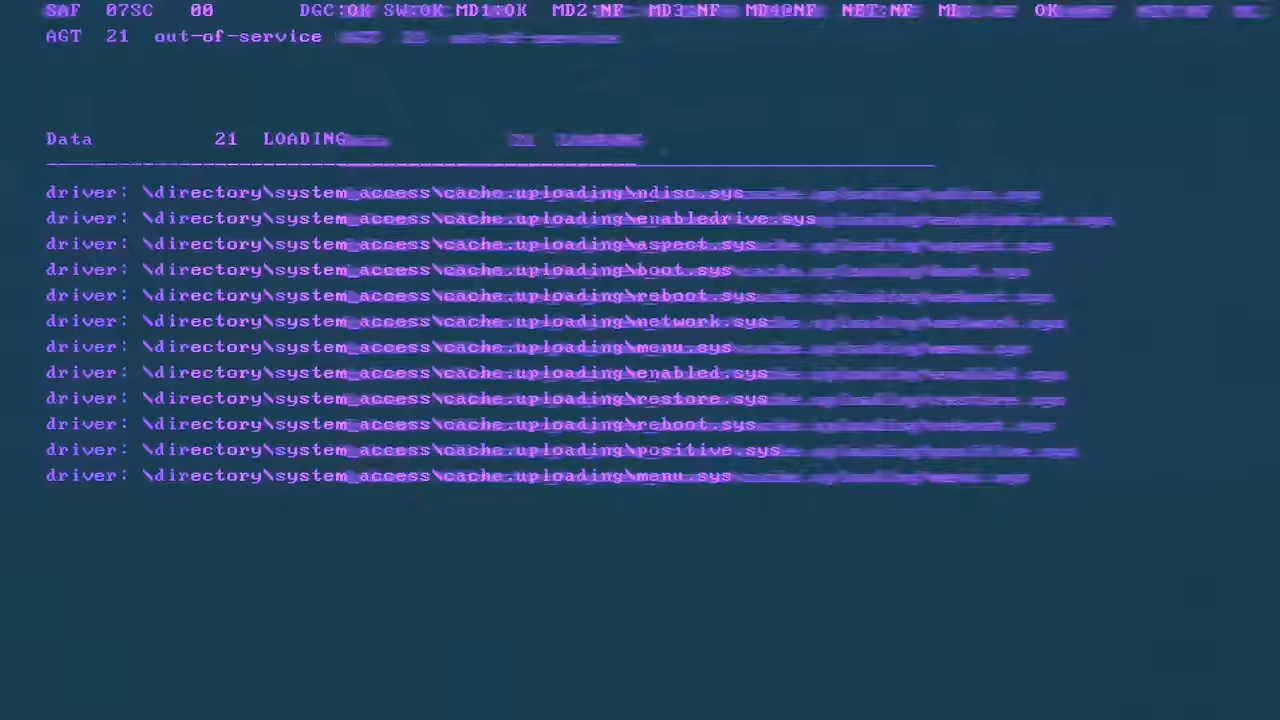 SAF 07SC 00 DGC:OK SW:OK MD1:OK MD2:NF MD3:NF MD4@NF NET:NF ML: OK
AGT 21 out-of-service
Data 21 LOADING
driver: \directory\system_access\cache.uploading\ndisc.sys
driver: \directory\system_access\cache.uploading\enabledrive.sys
driver: \directory\system_access\cache.uploading\aspect.sys
driver: \directory\system_access\cache.uploading\boot.sys
driver: \directory\system_access\cache.uploading\reboot.sys
driver: \directory\system_access\cache.uploading\network.sys
driver: \directory\system_access\cache.uploading\menu.sys
driver: \directory\system_access\cache.uploading\enabled.sys
driver: \directory\system_access\cache.uploading\restore.sys
driver: \directory\system_access\cache.uploading\reboot.sys
driver: \directory\system_access\cache.uploading\positive.sys
driver: \directory\system_access\cache.uploading\menu.sys